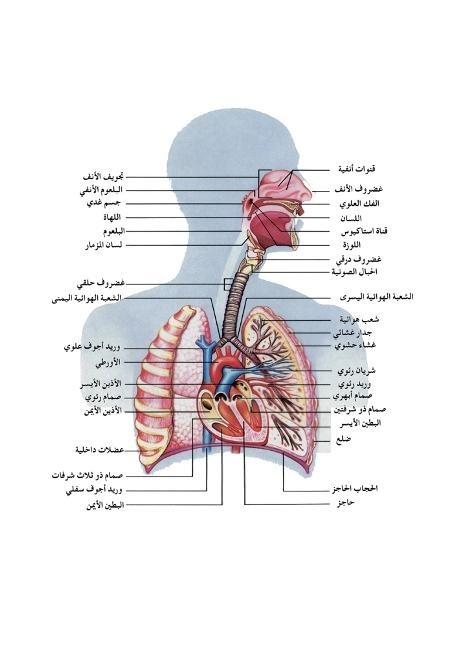 قنوات أنفية
غضروف الأنف
الفك العلوي
اللسان
قناة استاكيوس
اللوزة
غضروف درقي
الحبال الصوتية
الشعبة الهوائية اليسرى
شعب هوائية
جدار غشائي
غشاء حشوي
شريان رئوي
وريد رئوي
صمام أبهري
صمام ذو شرفتين
البطين الأيسر
ضلع
الحجاب الحاجز
حاجز
تجويف الأنف
البلعوم الأنفي
جسم غدي
اللهاة
البلعوم
لسان المزمار
غضروف حلقي
الشعبة الهوائية اليمنى
وريد أجوف علوي
الأورطي
الأذين الأيسر
صمام رئوي
الأذين الأيمن
عضلات داخلية
صمام ذو ثلاث شرفات
وريد أجوف سفلي
البطين الأيمن